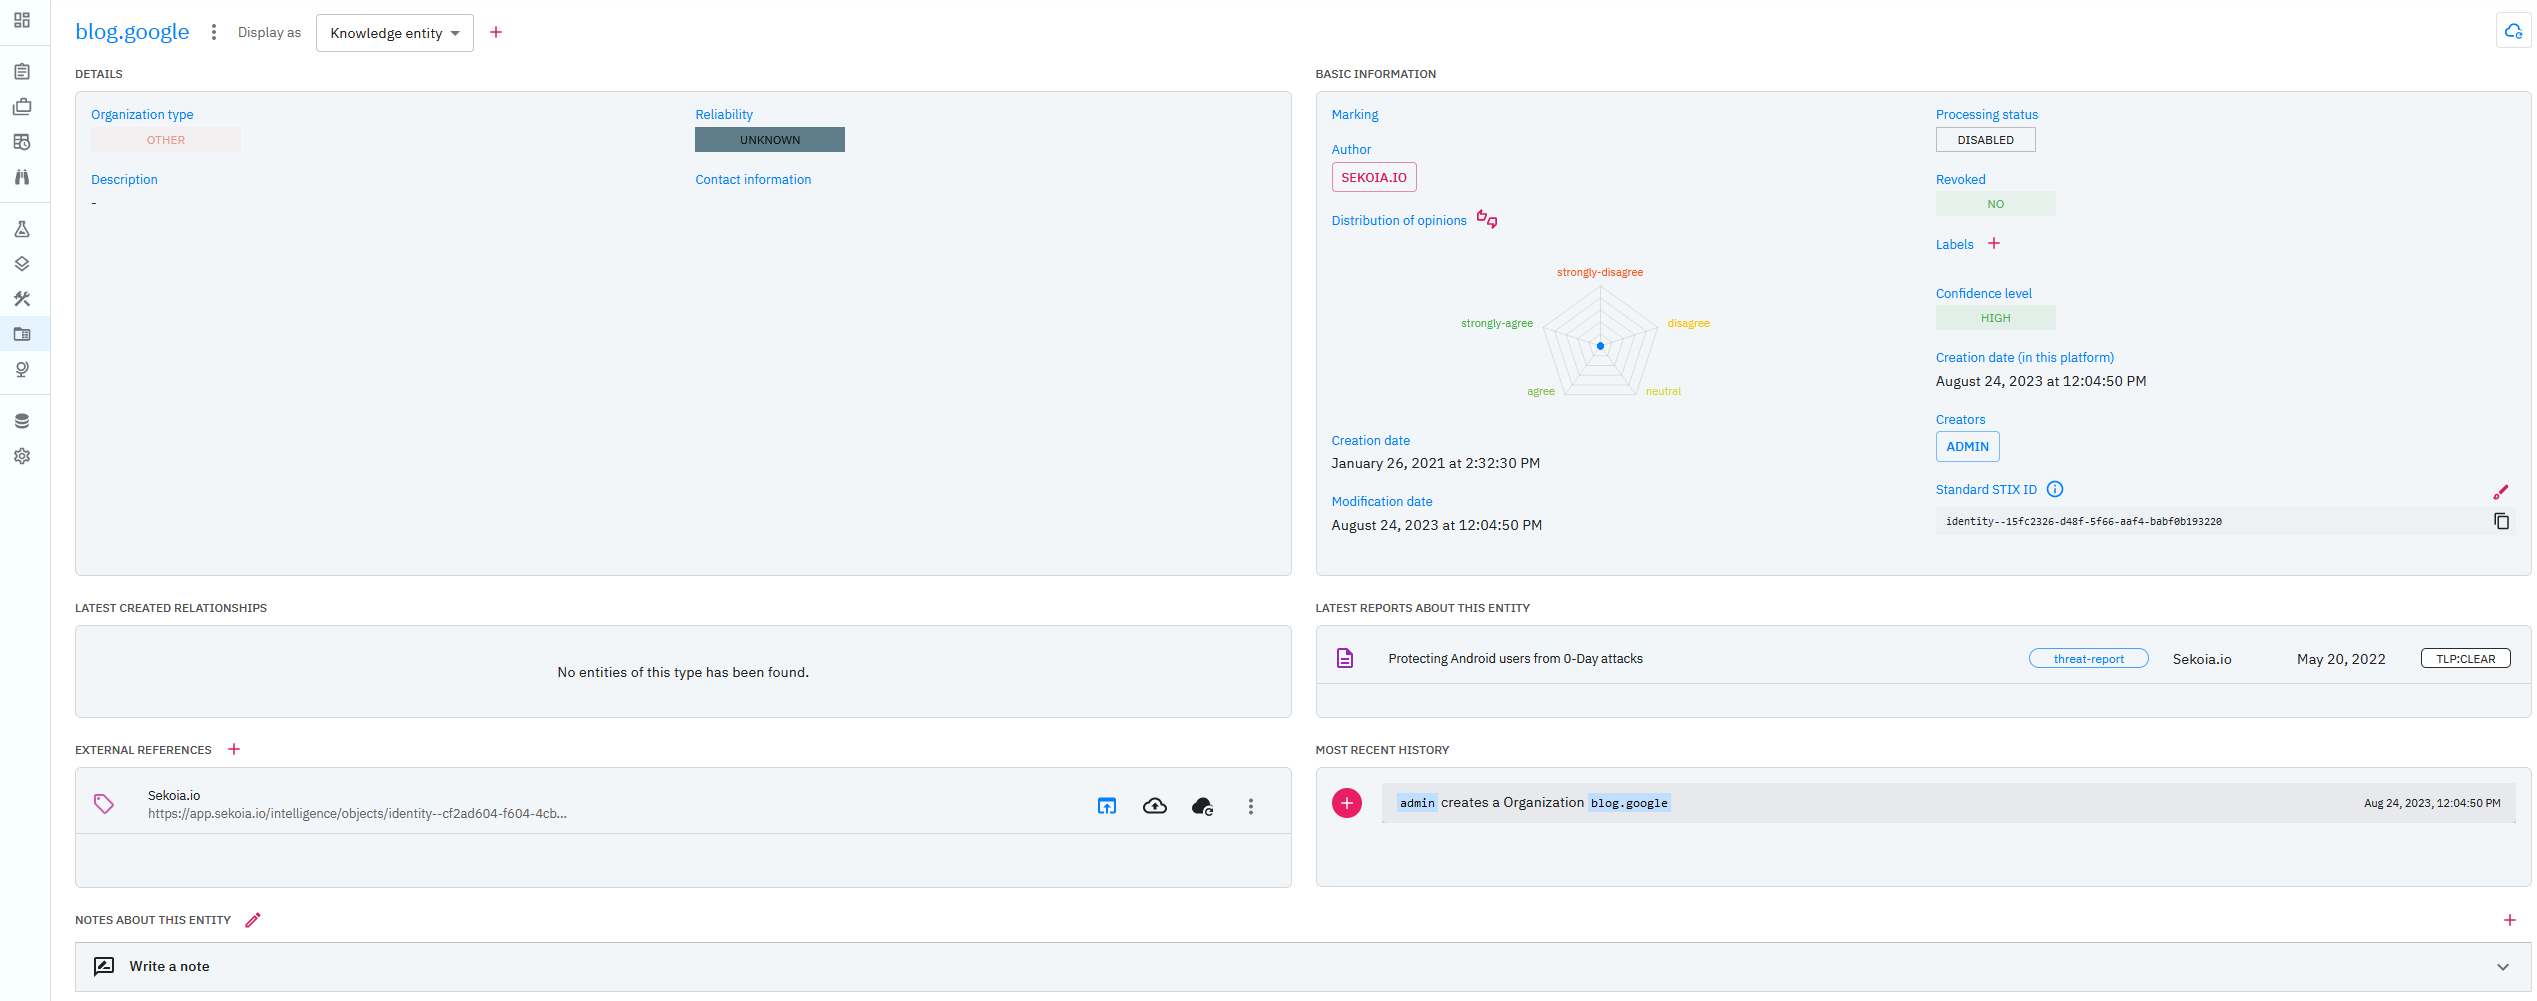 blog.google
Display as
Knowledge entity
DETAILS
Organization type
OTHER
Reliability
UNKNOWN
Description
-
Contact information
BASIC INFORMATION
Marking
Author
SEKOIA.IO
Distribution of opinions
strongly-disagree
strongly-agree
disagree
agree
neutral
Creation date
January 26, 2021 at 2:32:30 PM
Modification date
August 24, 2023 at 12:04:50 PM
Processing status
DISABLED
Revoked
NO
Labels
Confidence level
HIGH
Creation date (in this platform)
August 24, 2023 at 12:04:50 PM
Creators
ADMIN
Standard STIX ID
identity--15fc2326-d48f-5f66-aaf4-babf0b193220
LATEST CREATED RELATIONSHIPS
No entities of this type has been found.
LATEST REPORTS ABOUT THIS ENTITY
Protecting Android users from 0-Day attacks threat-report Sekoia.io May 20, 2022 TLP:CLEAR
EXTERNAL REFERENCES
Sekoia.io
https://app.sekoia.io/intelligence/objects/identity--cf2ad604-f604-4cb...
MOST RECENT HISTORY
admin creates a Organization blog.google Aug 24, 2023, 12:04:50 PM
NOTES ABOUT THIS ENTITY
Write a note